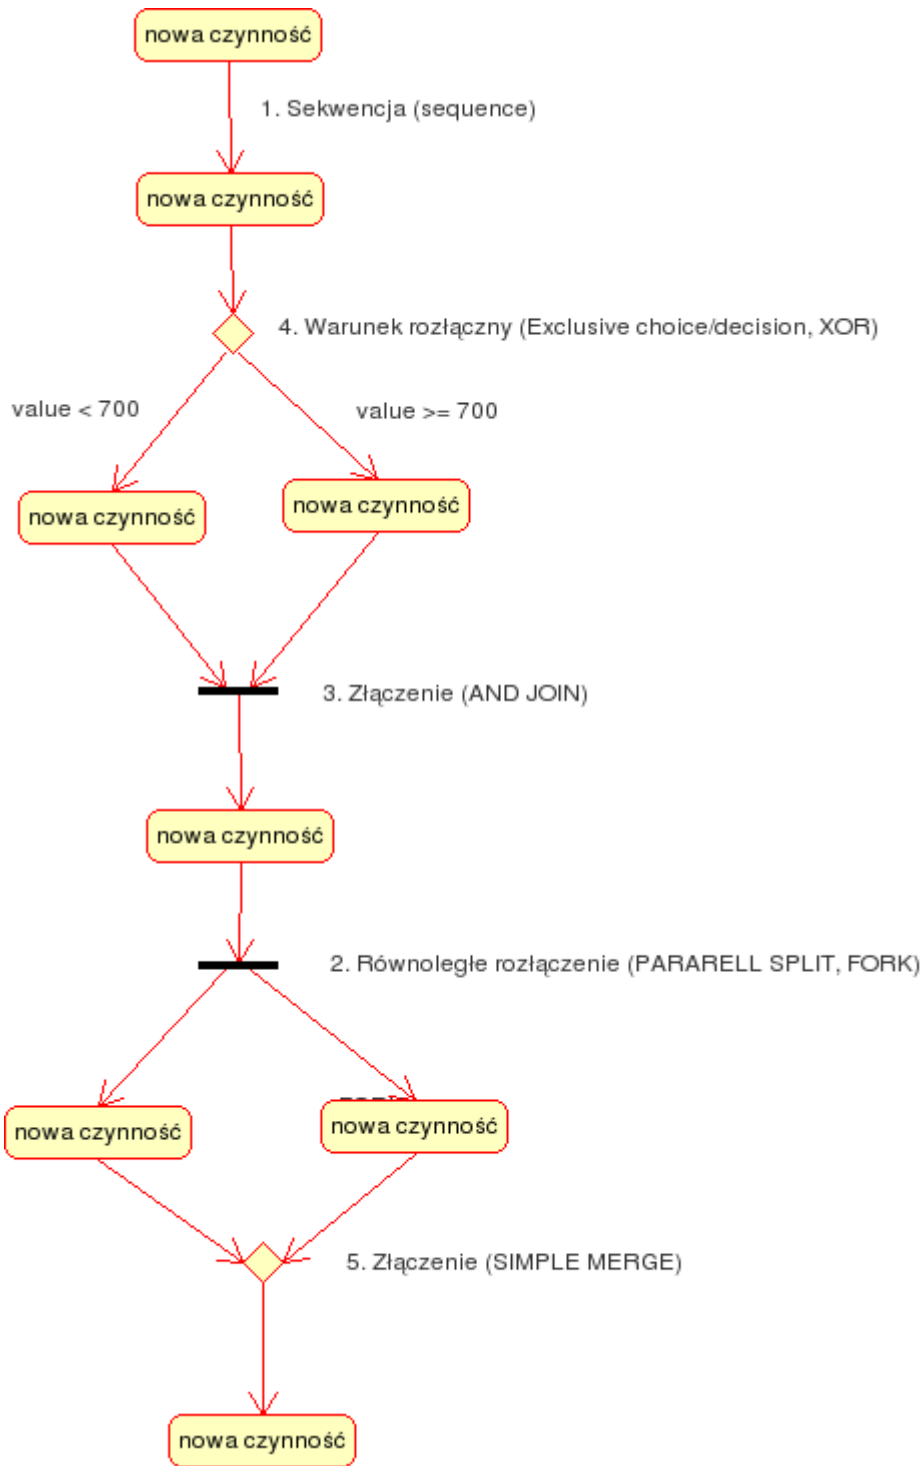 nowa czynność
1. Sekwencja (sequence)
nowa czynność
4. Warunek rozłączny (Exclusive choice/decision, XOR)
value < 700
value >= 700
nowa czynność
nowa czynność
3. Złączenie (AND JOIN)
nowa czynność
2. Równoległe rozłączenie (PARARELL SPLIT, FORK)
nowa czynność
nowa czynność
5. Złączenie (SIMPLE MERGE)
nowa czynność